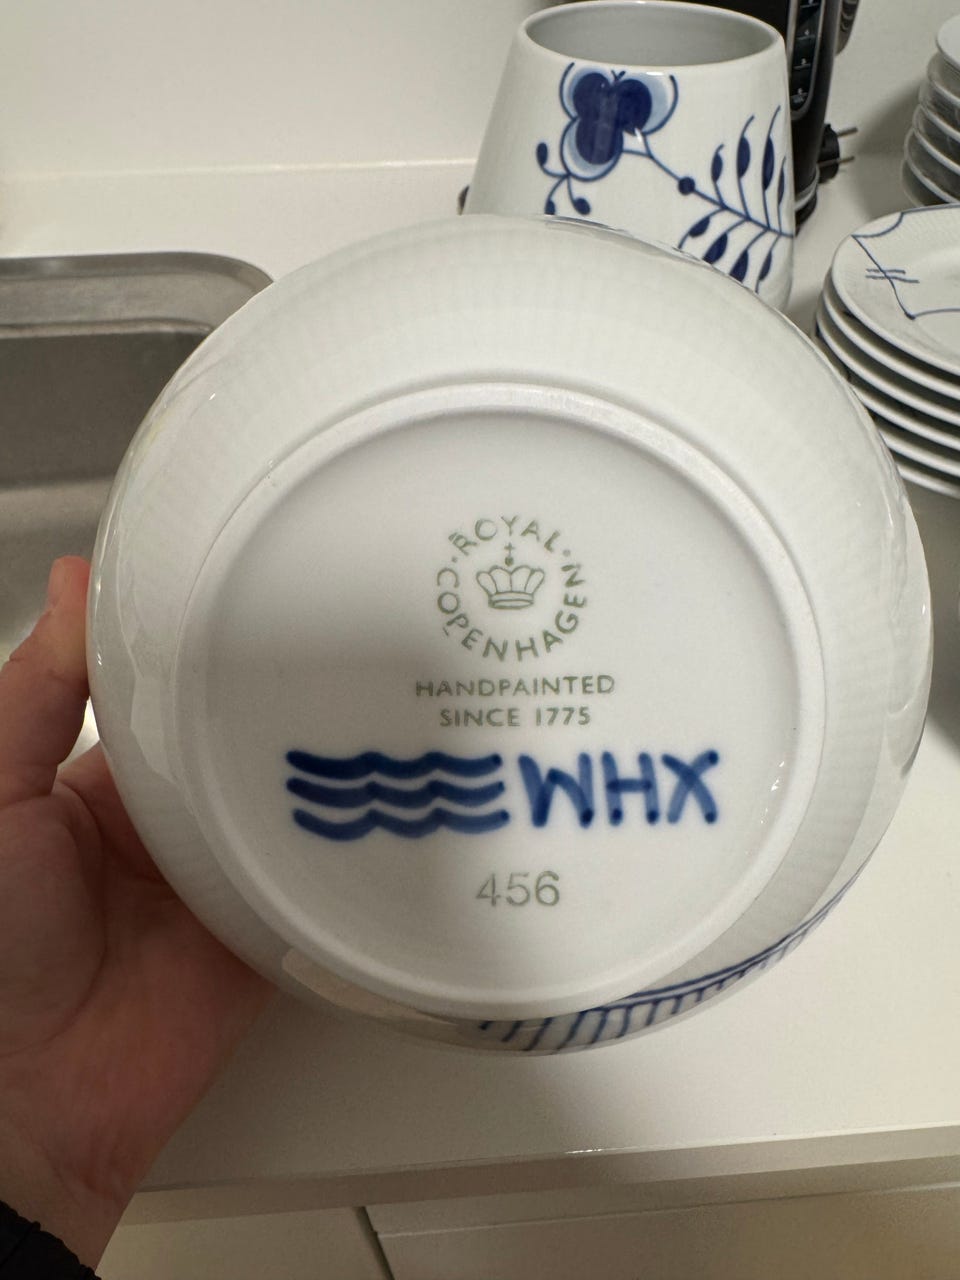 ROYAL COPENHAGEN
HANDPAINTED
SINCE 1775
WHX
456